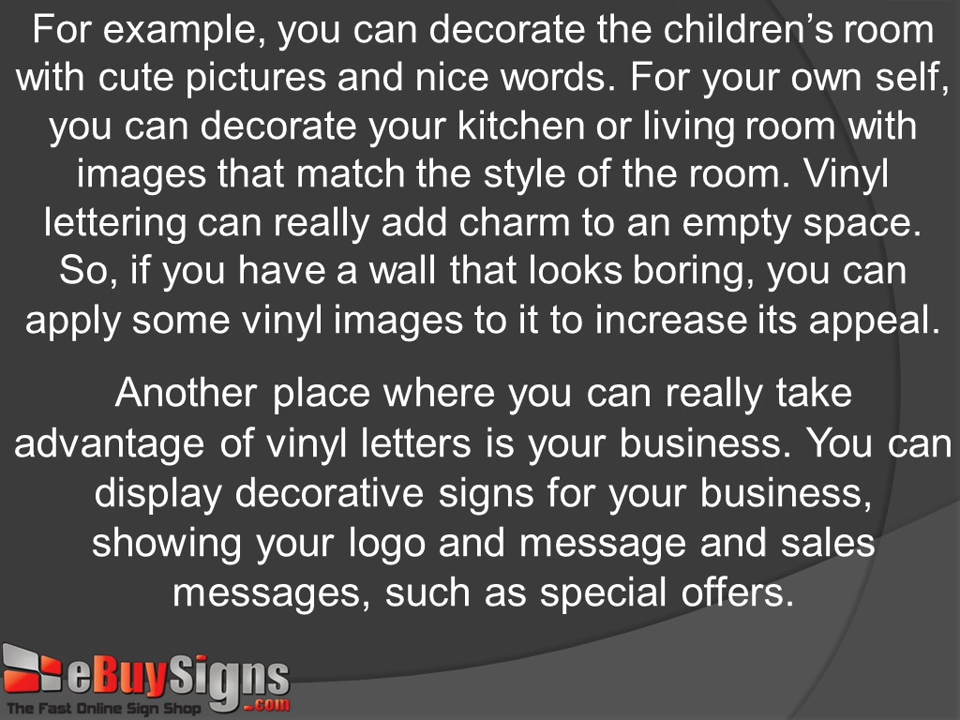 For example, you can decorate the children’s room
with cute pictures and nice words. For your own self,
you can decorate your kitchen or living room with
images that match the style of the room. Vinyl
lettering can really add charm to an empty space.
So, if you have a wall that looks boring, you can
apply some vinyl images to it to increase its appeal.
Another place where you can really take
advantage of vinyl letters is your business. You can
display decorative signs for your business,
showing your logo and message and sales
messages, such as special offers.
eBuySigns
.com
The Fast Online Sign Shop